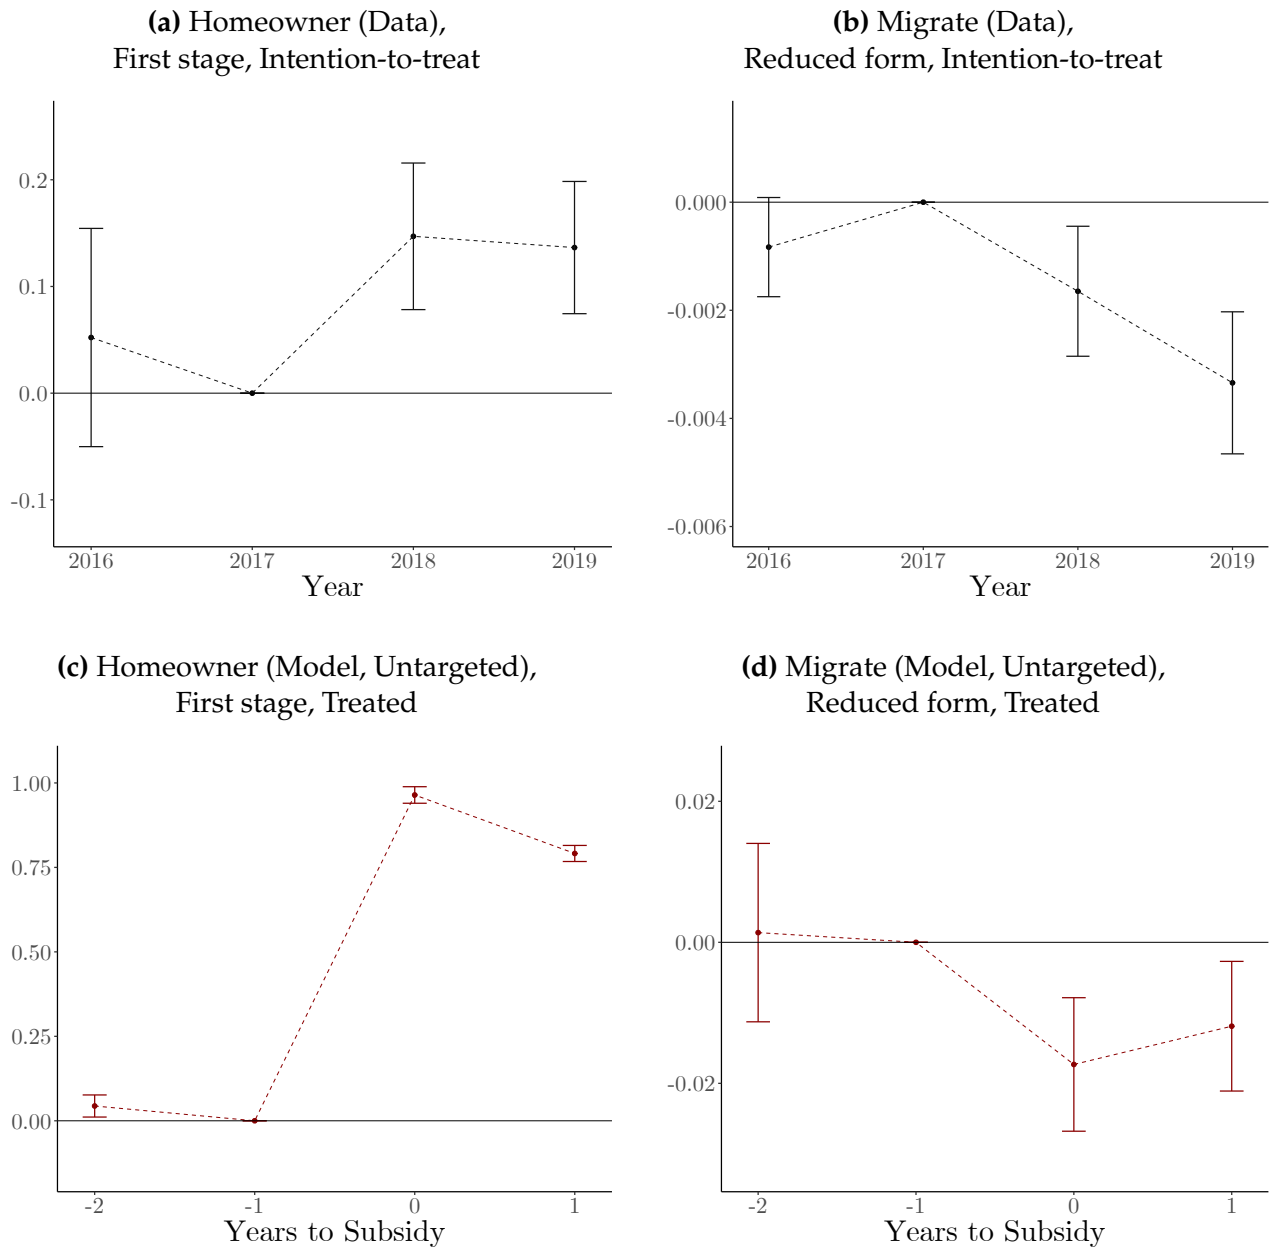 (a) Homeowner (Data),
First stage, Intention-to-treat
0.2
0.1
0.0
-0.1
2016 2017 2018 2019
Year
(b) Migrate (Data),
Reduced form, Intention-to-treat
0.000
-0.002
-0.004
-0.006
2016 2017 2018 2019
Year
(c) Homeowner (Model, Untargeted),
First stage, Treated
1.00
0.75
0.50
0.25
0.00
-2 -1 0 1
Years to Subsidy
(d) Migrate (Model, Untargeted),
Reduced form, Treated
0.02
0.00
-0.02
-2 -1 0 1
Years to Subsidy